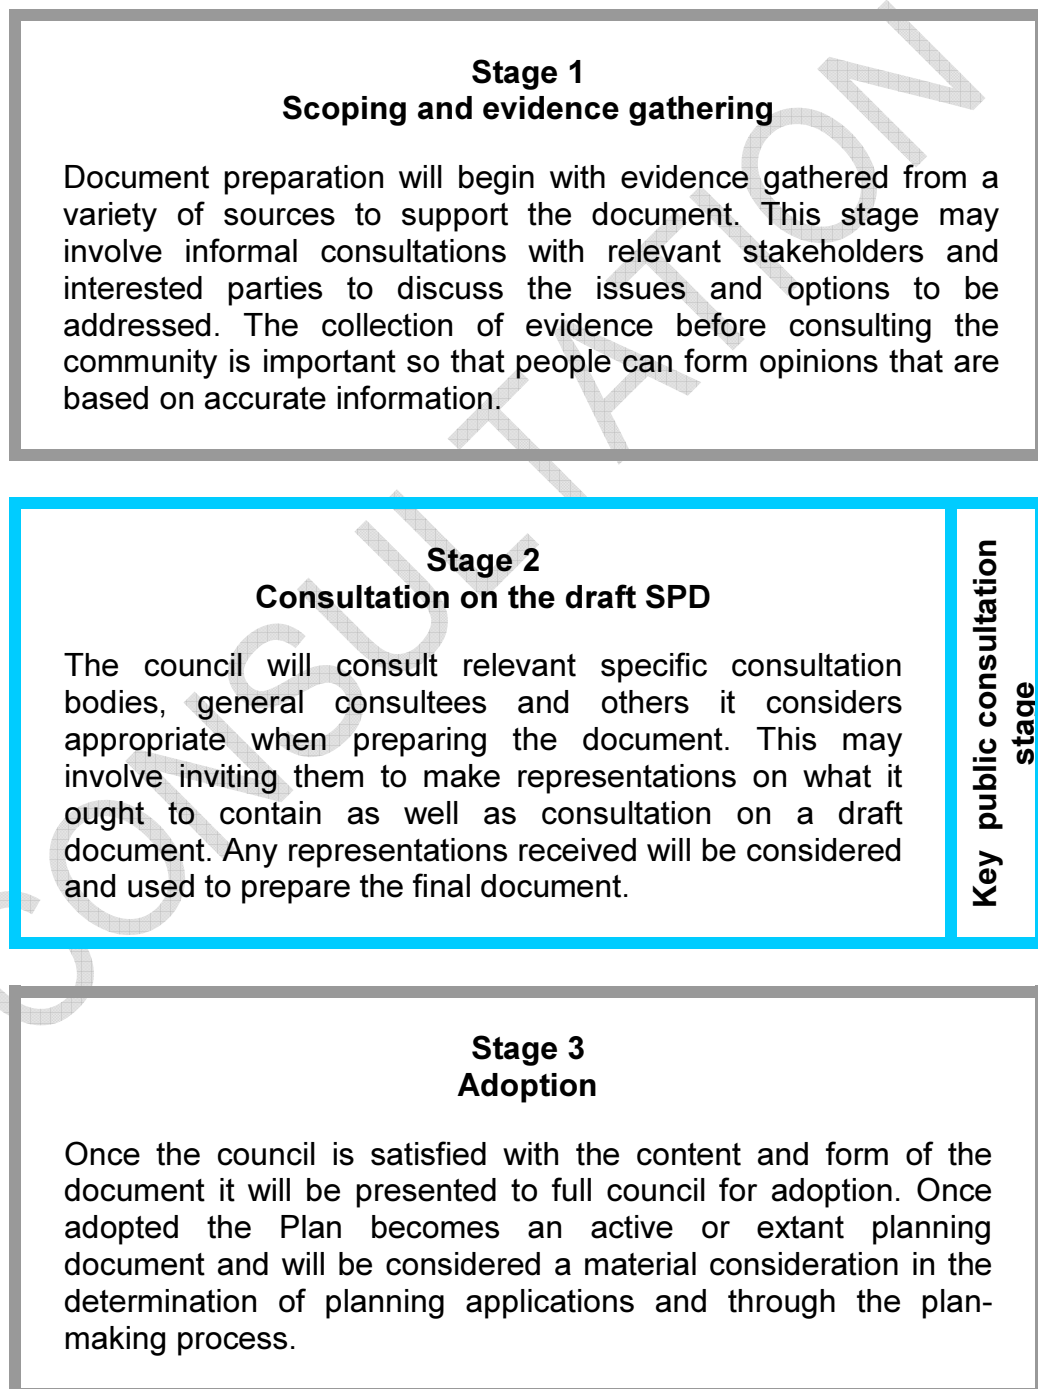 Stage 1
Scoping and evidence gathering
Document preparation will begin with evidence gathered from a
variety of sources to support the document. This stage may
involve informal consultations with relevant stakeholders and
interested parties to discuss the issues and options to be
addressed. The collection of evidence before consulting the
community is important so that people can form opinions that are
based on accurate information.
Stage 2
Consultation on the draft SPD
The council will consult relevant specific consultation
bodies, general consultees and others it considers
appropriate when preparing the document. This may
involve inviting them to make representations on what it
ought to contain as well as consultation on a draft
document. Any representations received will be considered
and used to prepare the final document.
Key public consultation
stage
Stage 3
Adoption
Once the council is satisfied with the content and form of the
document it will be presented to full council for adoption. Once
adopted the Plan becomes an active or extant planning
document and will be considered a material consideration in the
determination of planning applications and through the plan-
making process.
CONSULTATION